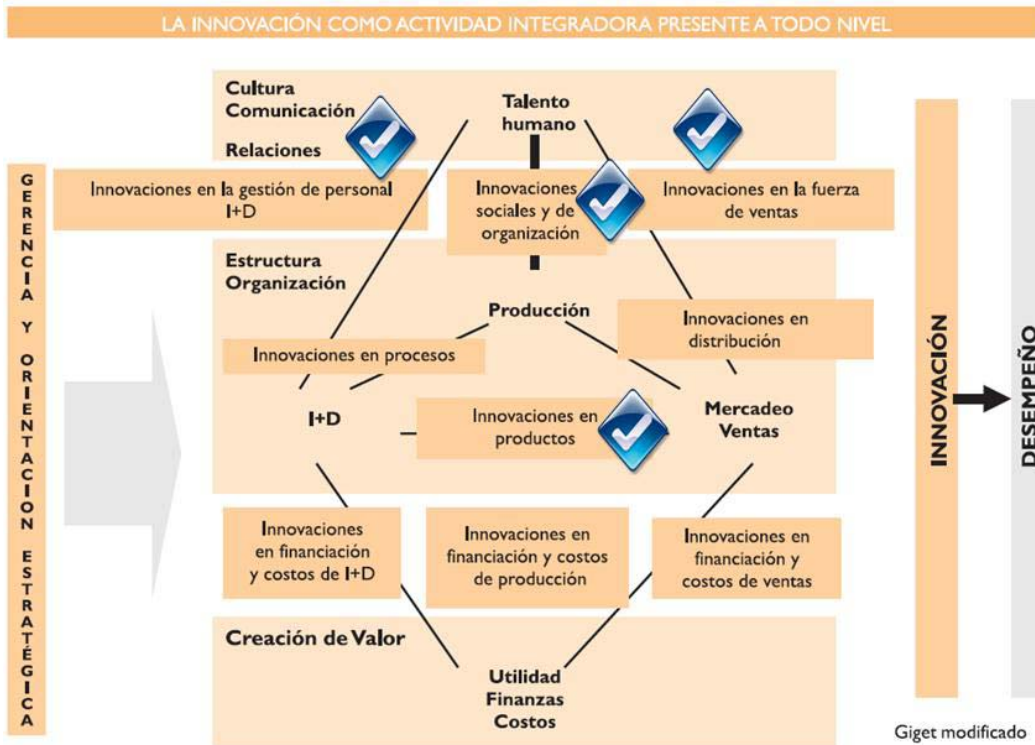 LA INNOVACIÓN COMO ACTIVIDAD INTEGRADORA PRESENTE A TODO NIVEL
GERENCIA Y ORIENTACION ESTRATÉGICA
Cultura
Comunicación
Relaciones
Talento
humano
Innovaciones en la gestión de personal
I+D
Innovaciones
sociales y de
organización
Innovaciones en la fuerza
de ventas
Estructura
Organización
Producción
Innovaciones en
distribución
Innovaciones en procesos
I+D
Innovaciones en
productos
Mercadeo
Ventas
Innovaciones
en financiación
y costos de I+D
Innovaciones en
financiación y costos
de producción
Innovaciones en
financiación y
costos de ventas
Creación de Valor
Utilidad
Finanzas
Costos
INNOVACIÓN
DESEMPEÑO
Giget modificado